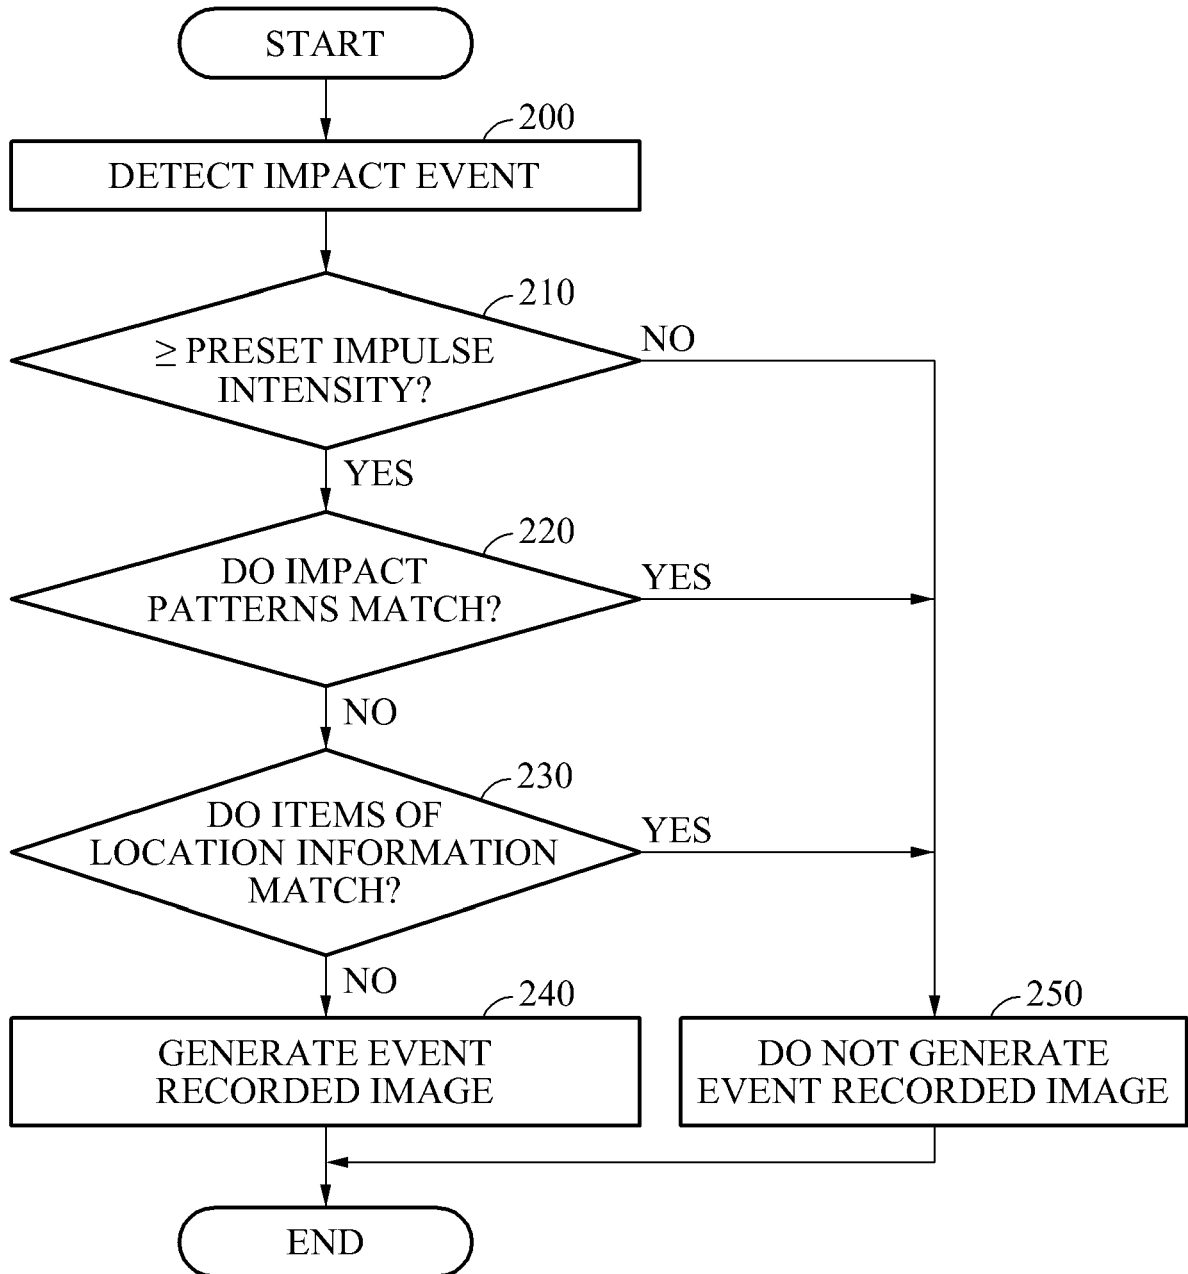 START
200
DETECT IMPACT EVENT
210
≥ PRESET IMPULSE
INTENSITY?
NO
YES
220
DO IMPACT
PATTERNS MATCH?
YES
NO
230
DO ITEMS OF
LOCATION INFORMATION
MATCH?
YES
NO
240
GENERATE EVENT
RECORDED IMAGE
250
DO NOT GENERATE
EVENT RECORDED IMAGE
END